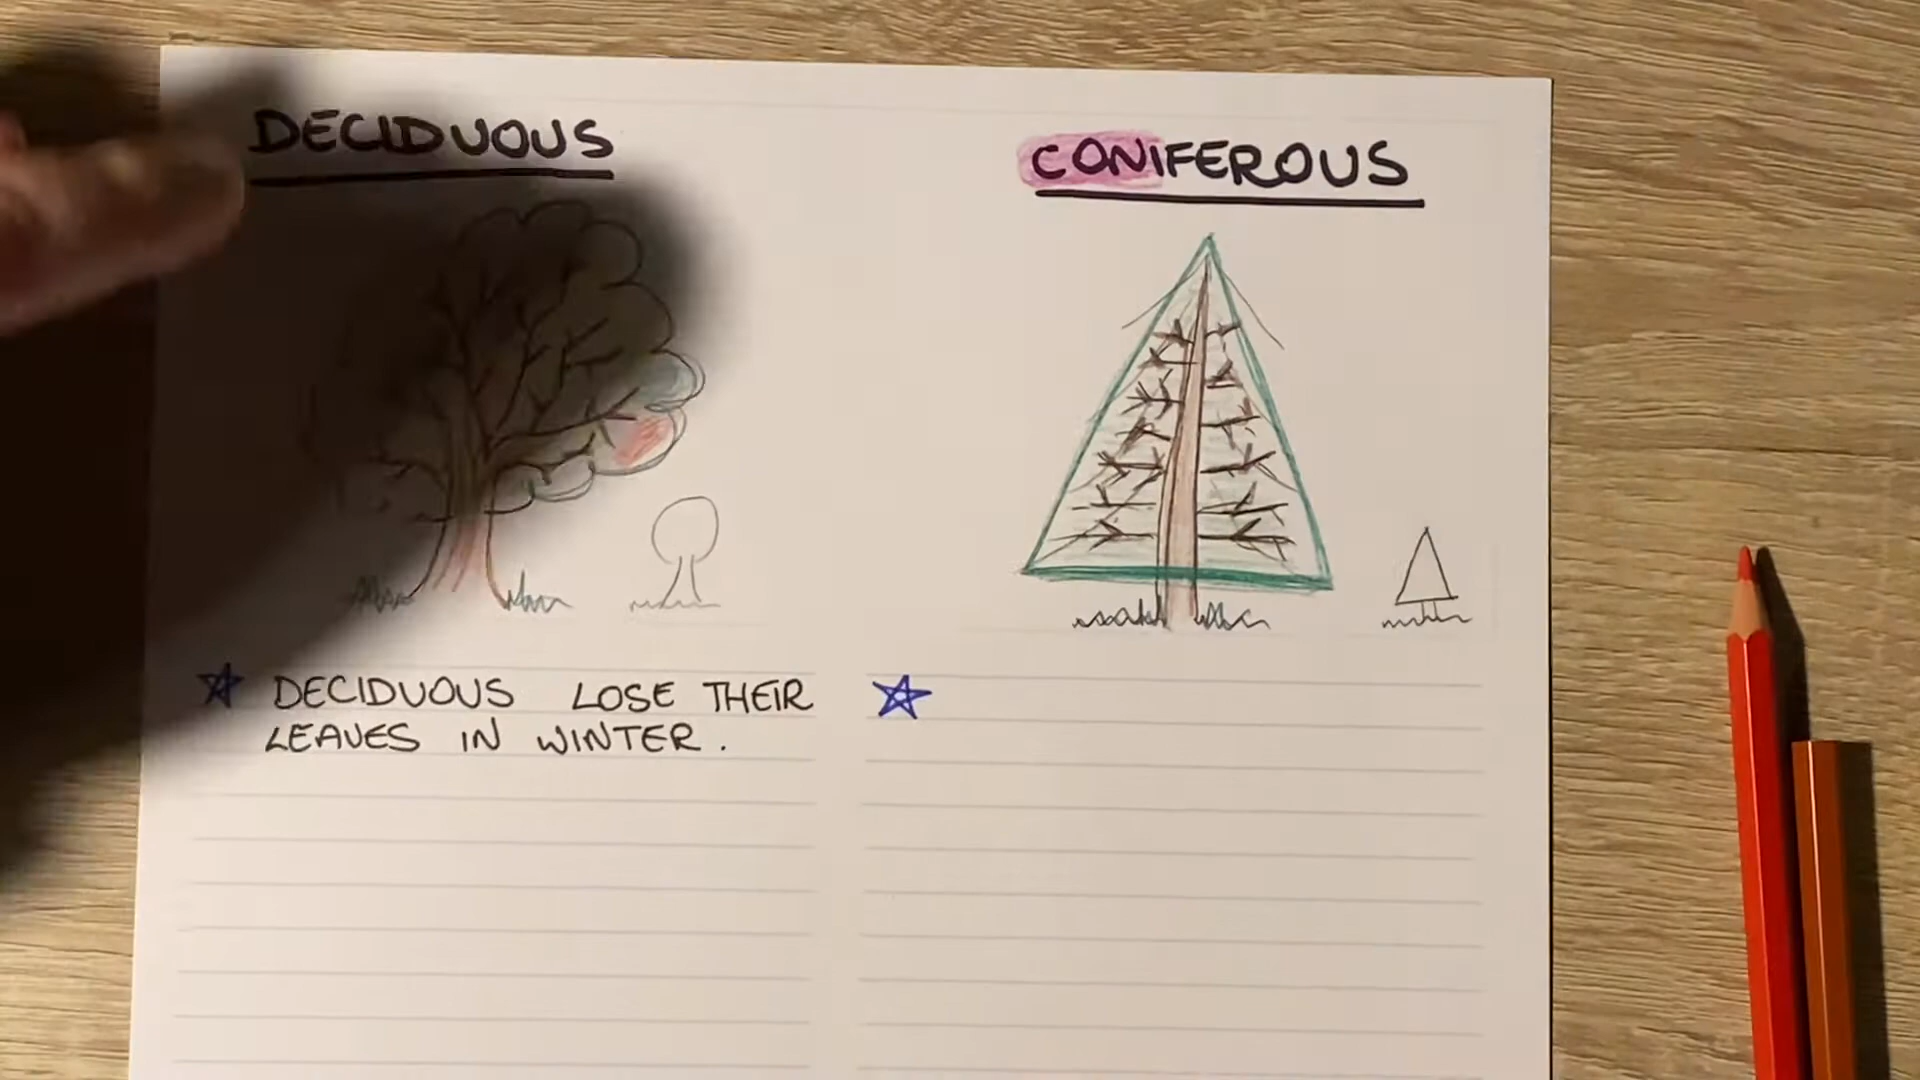 DECIDUOUS
CONIFEROUS
DECIDUOUS LOSE THEIR
LEAVES IN WINTER.